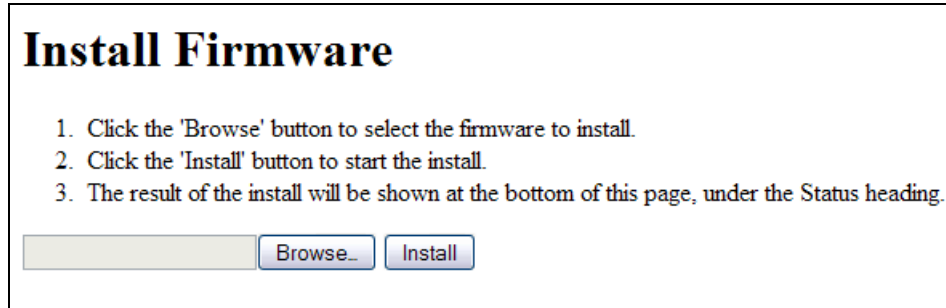 Install Firmware
1. Click the 'Browse' button to select the firmware to install.
2. Click the 'Install' button to start the install.
3. The result of the install will be shown at the bottom of this page, under the Status heading.
Browse... Install